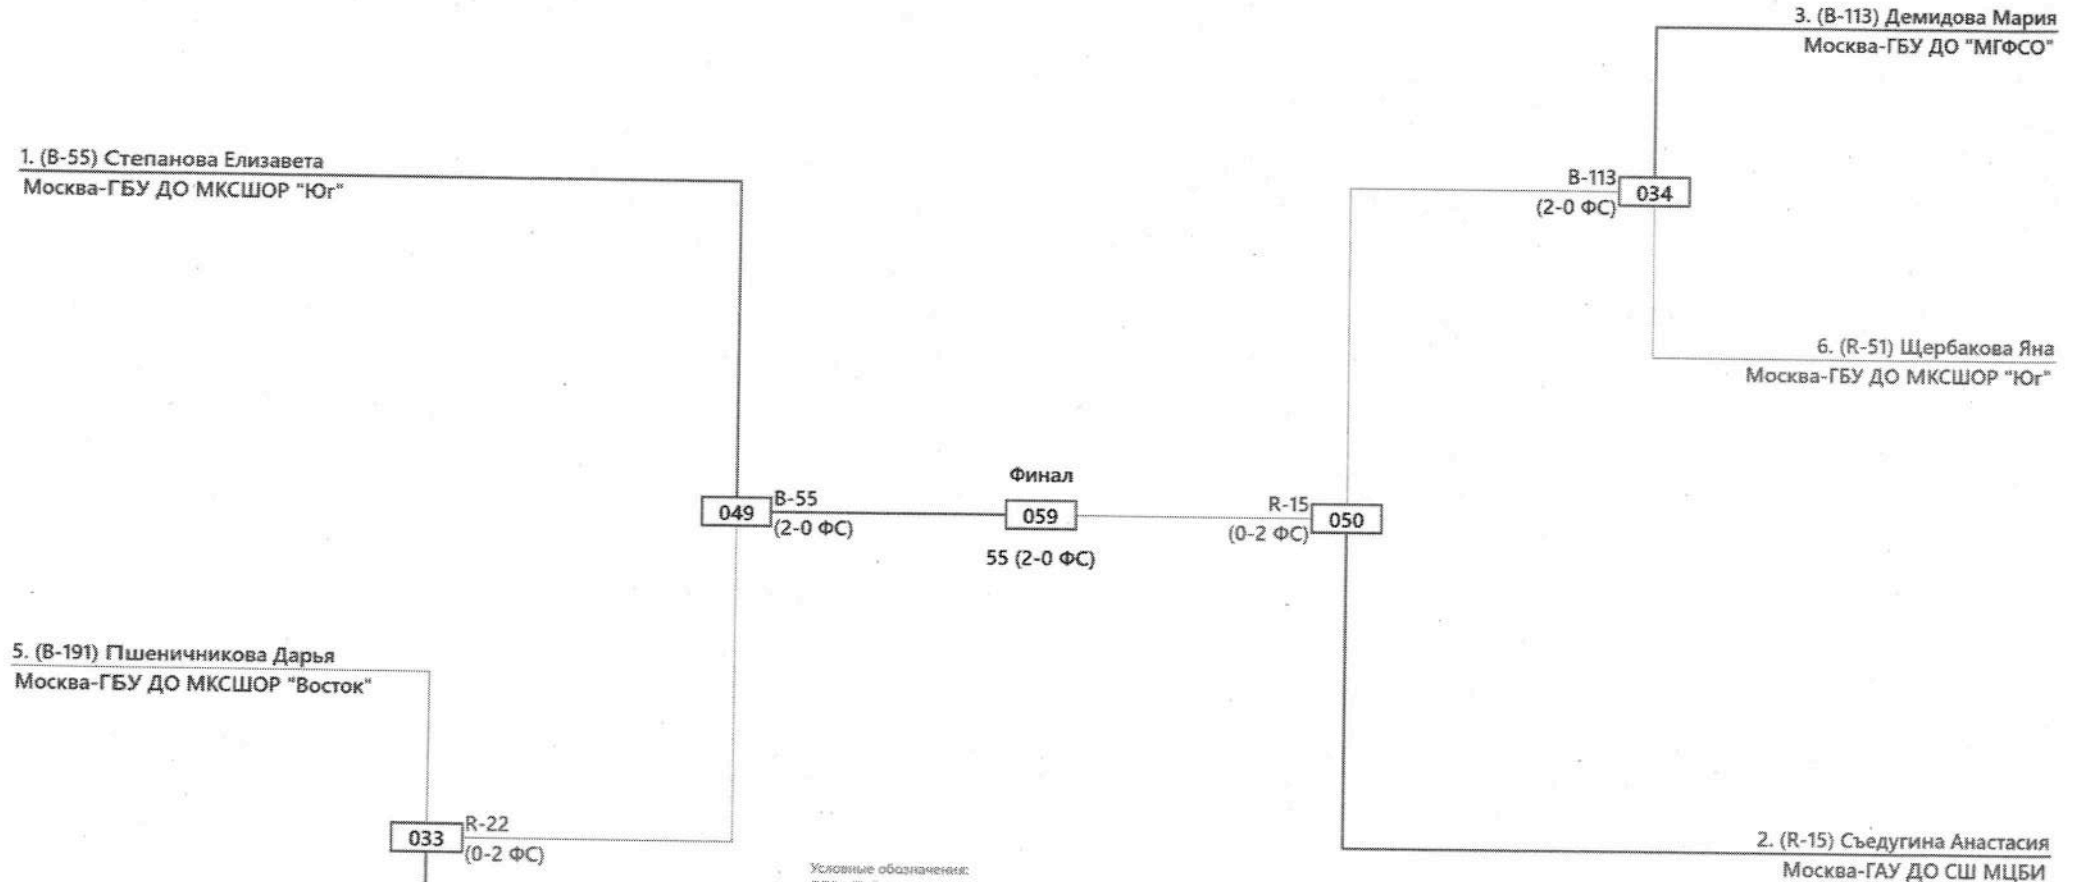 3. (B-113) Демидова Мария
Москва-ГБУ ДО "МГФСО"
1. (B-55) Степанова Елизавета
Москва-ГБУ ДО МКСШОР "Юг"
B-113
(2-0 ФС)
034
6. (R-51) Щербакова Яна
Москва-ГБУ ДО МКСШОР "Юг"
Финал
049
B-55
(2-0 ФС)
059
55 (2-0 ФС)
R-15
(0-2 ФС)
050
5. (B-191) Пшеничникова Дарья
Москва-ГБУ ДО МКСШОР "Восток"
033
R-22
(0-2 ФС)
2. (R-15) Съедугина Анастасия
Москва-ГАУ ДО СШ МЦБИ
Условные обозначения: